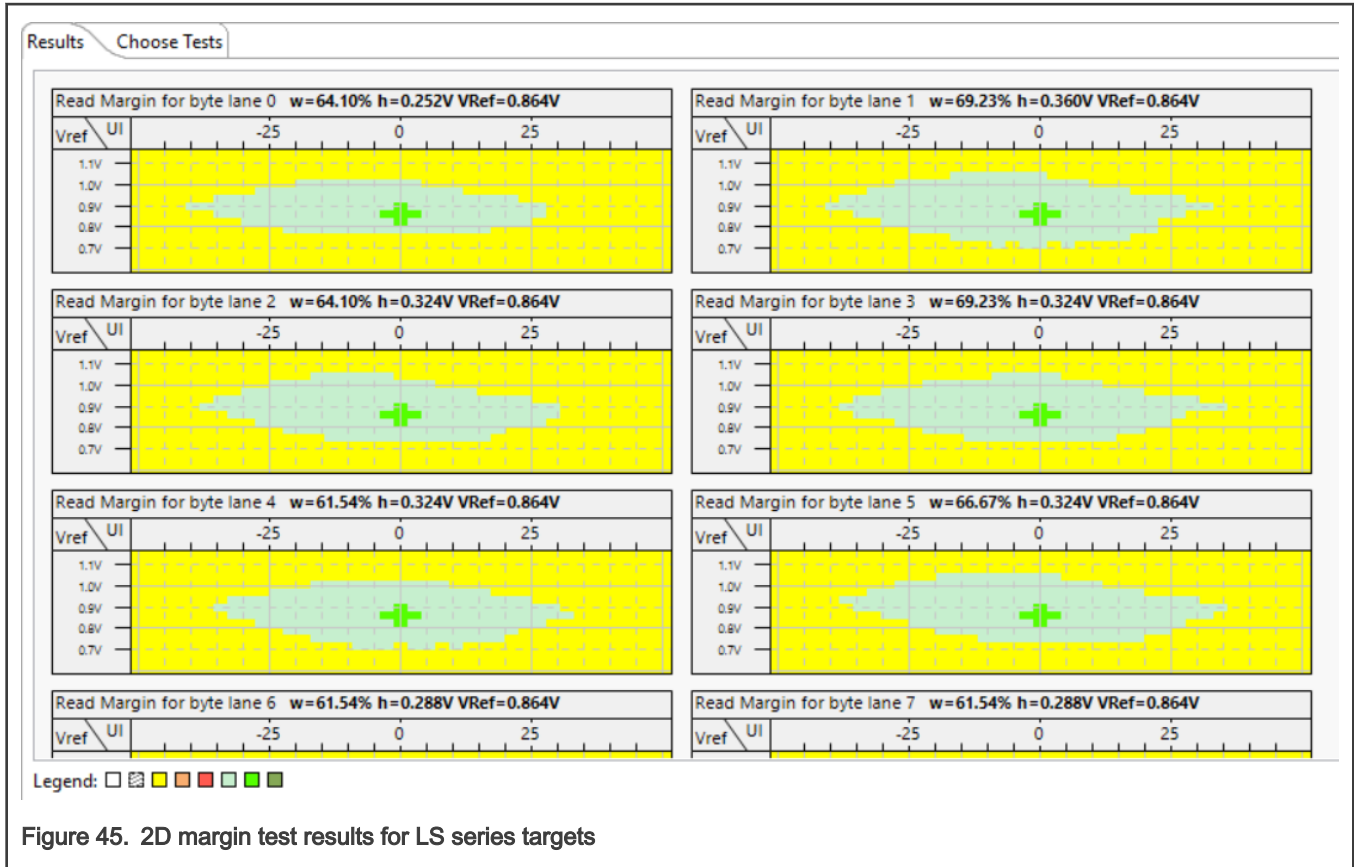 Results Choose Tests
Read Margin for byte lane 0 w=64.10% h=0.252V VRef=0.864V
Vref UI -25 0 25
1.1V
1.0V
0.9V
0.8V
0.7V
Read Margin for byte lane 1 w=69.23% h=0.360V VRef=0.864V
Vref UI -25 0 25
1.1V
1.0V
0.9V
0.8V
0.7V
Read Margin for byte lane 2 w=64.10% h=0.324V VRef=0.864V
Vref UI -25 0 25
1.1V
1.0V
0.9V
0.8V
0.7V
Read Margin for byte lane 3 w=69.23% h=0.324V VRef=0.864V
Vref UI -25 0 25
1.1V
1.0V
0.9V
0.8V
0.7V
Read Margin for byte lane 4 w=61.54% h=0.324V VRef=0.864V
Vref UI -25 0 25
1.1V
1.0V
0.9V
0.8V
0.7V
Read Margin for byte lane 5 w=66.67% h=0.324V VRef=0.864V
Vref UI -25 0 25
1.1V
1.0V
0.9V
0.8V
0.7V
Read Margin for byte lane 6 w=61.54% h=0.288V VRef=0.864V
Vref UI -25 0 25
Read Margin for byte lane 7 w=61.54% h=0.288V VRef=0.864V
Vref UI -25 0 25
Legend:
Figure 45. 2D margin test results for LS series targets